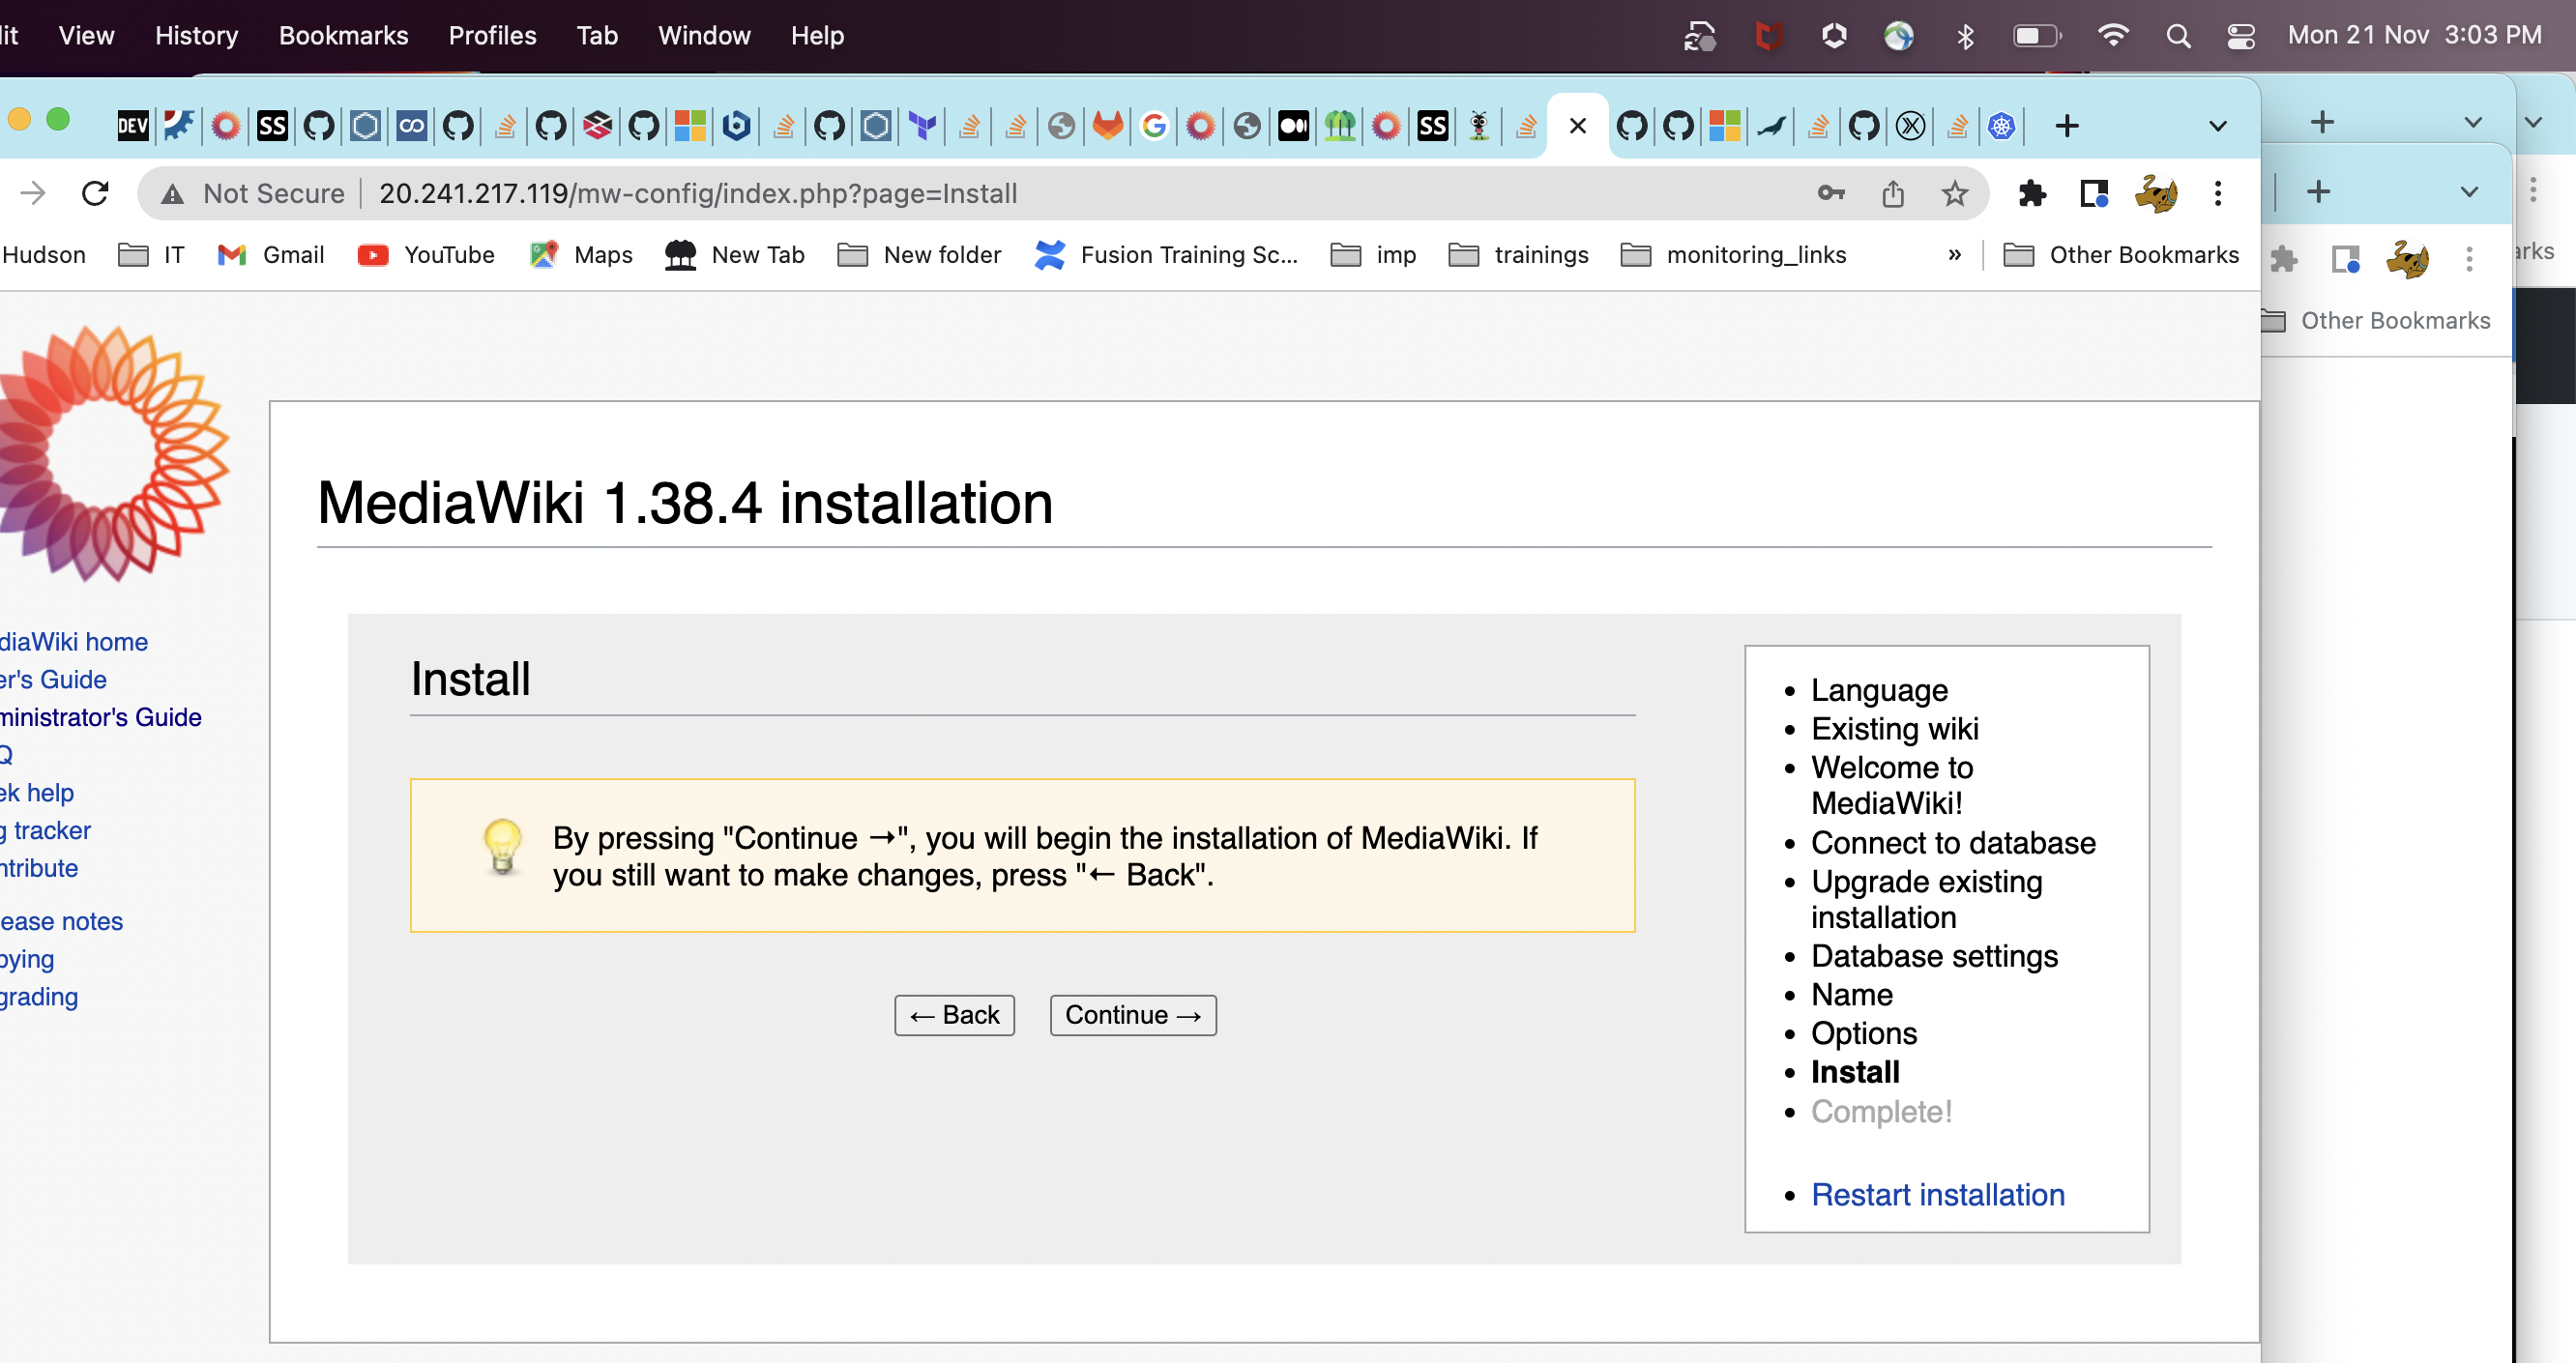 it View History Bookmarks Profiles Tab Window Help Mon 21 Nov 3:03 PM
DEV SS SS
Not Secure 20.241.217.119/mw-config/index.php?page=Install
Hudson IT Gmail YouTube Maps New Tab New folder Fusion Training Sc... imp trainings monitoring_links » Other Bookmarks
arks
Other Bookmarks
MediaWiki 1.38.4 installation
diaWiki home
er's Guide
ministrator's Guide
Q
ek help
g tracker
ntribute
ease notes
pying
grading
Install
By pressing "Continue →", you will begin the installation of MediaWiki. If
you still want to make changes, press "← Back".
← Back Continue →
• Language
• Existing wiki
• Welcome to
MediaWiki!
• Connect to database
• Upgrade existing
installation
• Database settings
• Name
• Options
• Install
• Complete!
• Restart installation